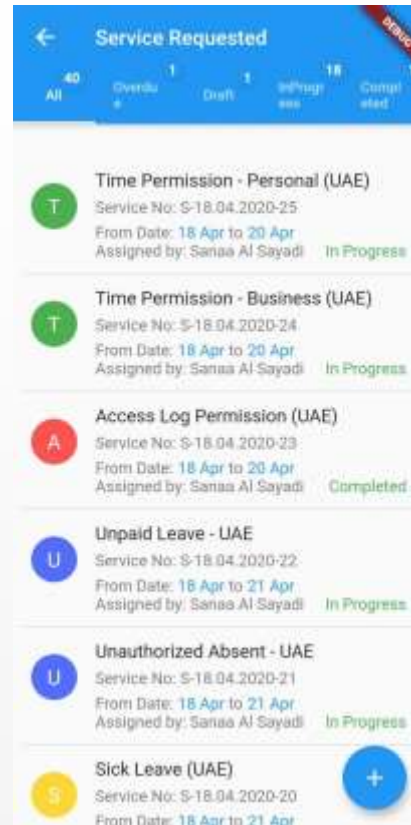 Service Requested
DEBUG
All 40
Overdu
e 1
Draft 1
InProgr
ess 18
Compl
eted
T
Time Permission - Personal (UAE)
Service No: S-18.04.2020-25
From Date: 18 Apr to 20 Apr
Assigned by: Sanaa Al Sayadi In Progress
T
Time Permission - Business (UAE)
Service No: S-18.04.2020-24
From Date: 18 Apr to 20 Apr
Assigned by: Sanaa Al Sayadi In Progress
A
Access Log Permission (UAE)
Service No: S-18.04.2020-23
From Date: 18 Apr to 20 Apr
Assigned by: Sanaa Al Sayadi Completed
U
Unpaid Leave - UAE
Service No: S-18.04.2020-22
From Date: 18 Apr to 21 Apr
Assigned by: Sanaa Al Sayadi In Progress
U
Unauthorized Absent - UAE
Service No: S-18.04.2020-21
From Date: 18 Apr to 21 Apr
Assigned by: Sanaa Al Sayadi In Progress
S
Sick Leave (UAE)
Service No: S-18.04.2020-20
From Date: 18 Apr to 21 Apr
+